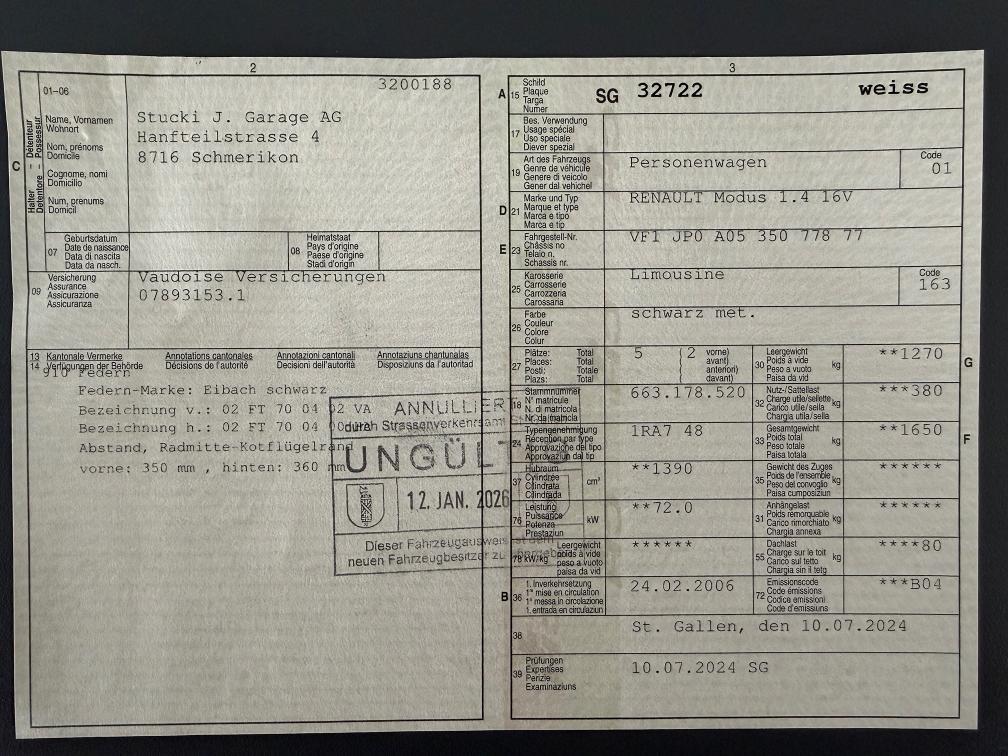 2
3200188
01-06
C
Halter – Détenteur
Detentore – Possessur
Name, Vornamen
Wohnort
Nom, prénoms
Domicile
Cognome, nomi
Domicilio
Num, prenums
Domicil
Stucki J. Garage AG
Hanfteilstrasse 4
8716 Schmerikon
07
Geburtsdatum
Date de naissance
Data di nascita
Data da nasch.
08
Heimatstaat
Pays d'origine
Paese d'origine
Stadi d'origin
09
Versicherung
Assurance
Assicurazione
Assicuranza
Vaudoise Versicherungen
07893153.1
13 Kantonale Vermerke
14 Verfügungen der Behörde
Annotations cantonales
Décisions de l'autorité
Annotazioni cantonali
Decisioni dell'autorità
Annotaziuns chantunalas
Disposiziuns da l'autoritad
910 Federn
Federn-Marke: Eibach schwarz
Bezeichnung v.: 02 FT 70 04 02 VA
Bezeichnung h.: 02 FT 70 04
Abstand, Radmitte-Kotflügelrand
vorne: 350 mm , hinten: 360 mm
ANNULLIERT
durch Strassenverkehrsamt
UNGÜLT
12. JAN. 2026
Dieser Fahrzeugausweis ist dem
neuen Fahrzeugbesitzer zu
3
A
15
Schild
Plaque
Targa
Numer
SG 32722 weiss
17
Bes. Verwendung
Usage spécial
Uso speciale
Diever spezial
19
Art des Fahrzeugs
Genre de véhicule
Genere di veicolo
Gener dal vehichel
Personenwagen
Code
01
D
21
Marke und Typ
Marque et type
Marca e tipo
Marca e tip
RENAULT Modus 1.4 16V
E
23
Fahrgestell-Nr.
Châssis no
Telaio n.
Schassis nr.
VF1 JP0 A05 350 778 77
25
Karosserie
Carrosserie
Carrozzeria
Carossaria
Limousine
Code
163
26
Farbe
Couleur
Colore
Colur
schwarz met.
27
Plätze: Total
Places: Total
Posti: Totale
Plazs: Total
5 ( 2
vorne)
avant)
anteriori)
davant)
30
Leergewicht
Poids à vide
Peso a vuoto
Paisa da vid
kg
**1270
G
18
Stammnummer
N° matricule
N. di matricola
Nr. da matricla
663.178.520
32
Nutz-/Sattellast
Charge utile/sellette
Carico utile/sella
Chargia utila/sella
kg
***380
24
Typengenehmigung
Réception par type
Approvazione del tipo
Approvaziun dal tip
1RA7 48
33
Gesamtgewicht
Poids total
Peso totale
Paisa totala
kg
**1650
F
37
Hubraum
Cylindrée
Cilindrata
Cilindrada
cm³
**1390
35
Gewicht des Zuges
Poids de l'ensemble
Peso del convoglio
Paisa cumposiziun
kg
******
76
Leistung
Puissance
Potenza
Prestaziun
kW
**72.0
31
Anhängelast
Poids remorquable
Carico rimorchiato
Chargia annexa
kg
******
78 kW/kg
Leergewicht
poids à vide
peso a vuoto
paisa da vid
******
55
Dachlast
Charge sur le toit
Carico sul tetto
Chargia sin il tetg
kg
****80
B
36
1. Inverkehrsetzung
1re mise en circulation
1a messa in circolazione
1. entrada en circulaziun
24.02.2006
72
Emissionscode
Code émissions
Codice emissioni
Code d'emissiuns
***B04
38
St. Gallen, den 10.07.2024
39
Prüfungen
Expertises
Perizie
Examinaziuns
10.07.2024 SG